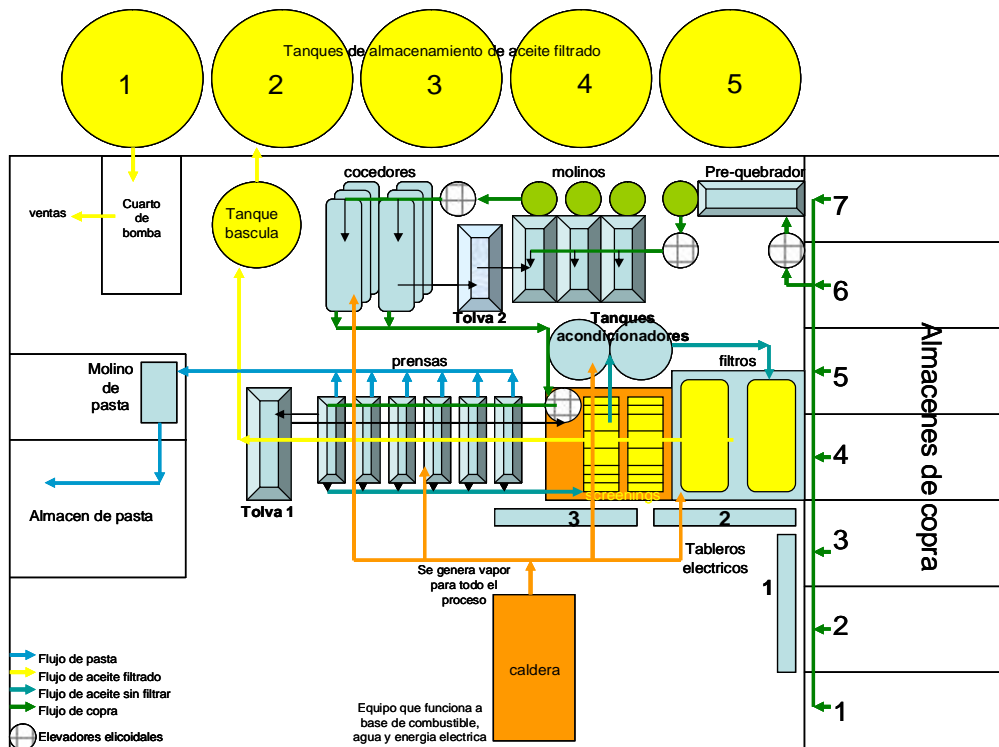 Tanques de almacenamiento de aceite filtrado
1
2
3
4
5
cocedores
molinos
Pre-quebrador
ventas
Cuarto
de
bomba
Tanque
bascula
7
6
Tolva 2
Tanques
acondicionadores
filtros
Almacenes de copra
Molino
de
pasta
prensas
5
4
Almacen de pasta
Tolva 1
screenings
3
2
Tableros
electricos
1
3
2
1
Se genera vapor
para todo el
proceso
caldera
Equipo que funciona a
base de combustible,
agua y energia electrica
Flujo de pasta
Flujo de aceite filtrado
Flujo de aceite sin filtrar
Flujo de copra
Elevadores elicoidales